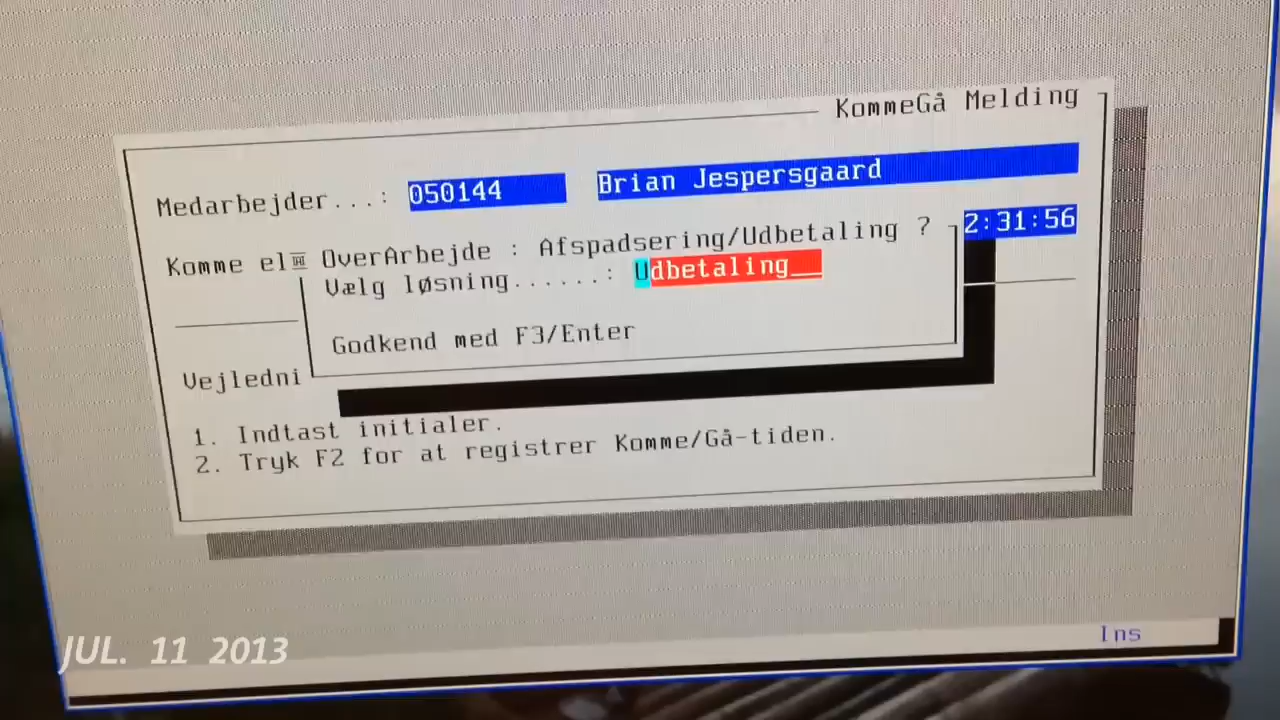 KommeGå Melding
Medarbejder...: 050144 Brian Jespersgaard
Komme el
2:31:56
OverArbejde : Afspadsering/Udbetaling ?
Vælg løsning......: Udbetaling__
Godkend med F3/Enter
Vejledni
1. Indtast initialer.
2. Tryk F2 for at registrer Komme/Gå-tiden.
Ins
JUL. 11 2013